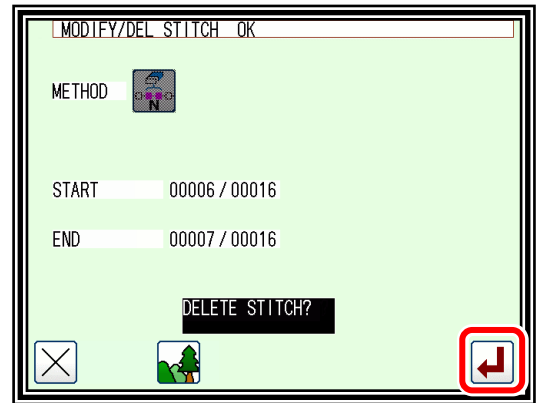 MODIFY/DEL STITCH OK
METHOD
N
START 00006/00016
END 00007/00016
DELETE STITCH?